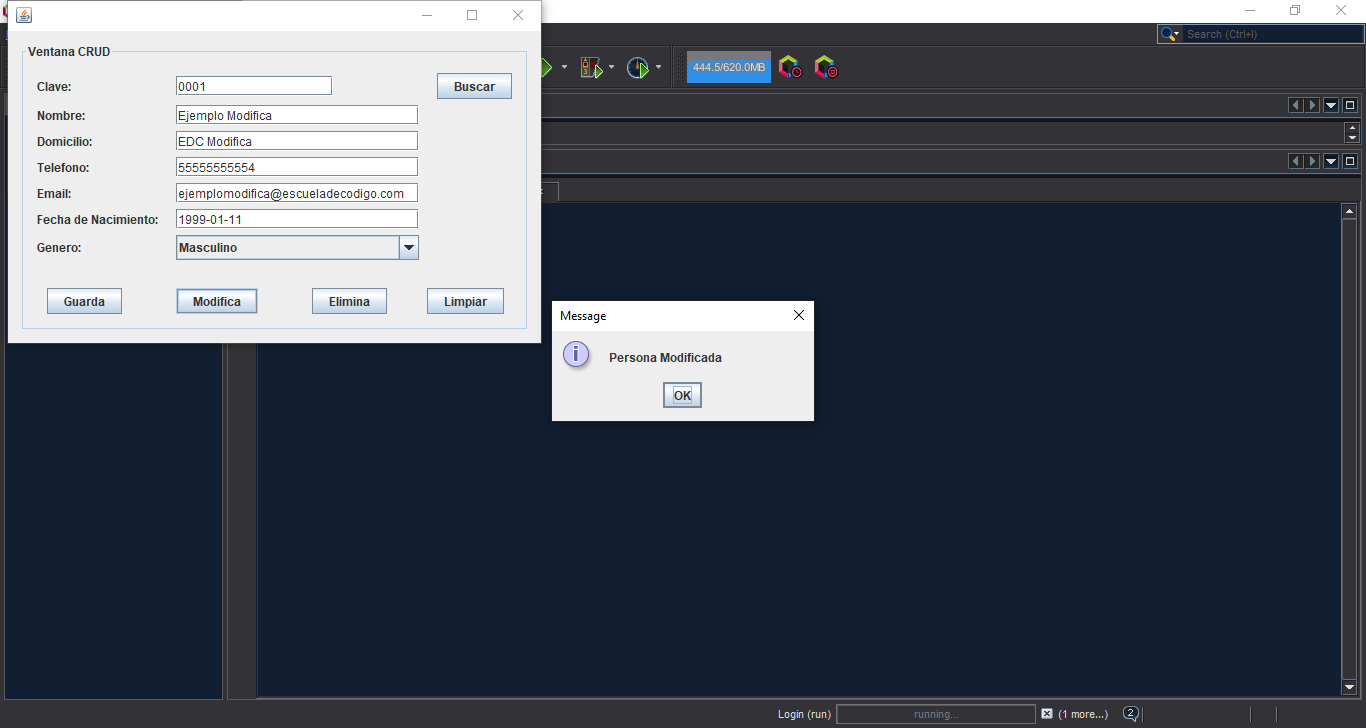 Ventana CRUD
Clave: 0001 Buscar
Nombre: Ejemplo Modifica
Domicilio: EDC Modifica
Telefono: 55555555554
Email: ejemplomodifica@escueladecodigo.com
Fecha de Nacimiento: 1999-01-11
Genero: Masculino
Guarda Modifica Elimina Limpiar
Search (Ctrl+I)
444.5/620.0MB
Message
Persona Modificada
OK
Login (run) running... (1 more...) 2